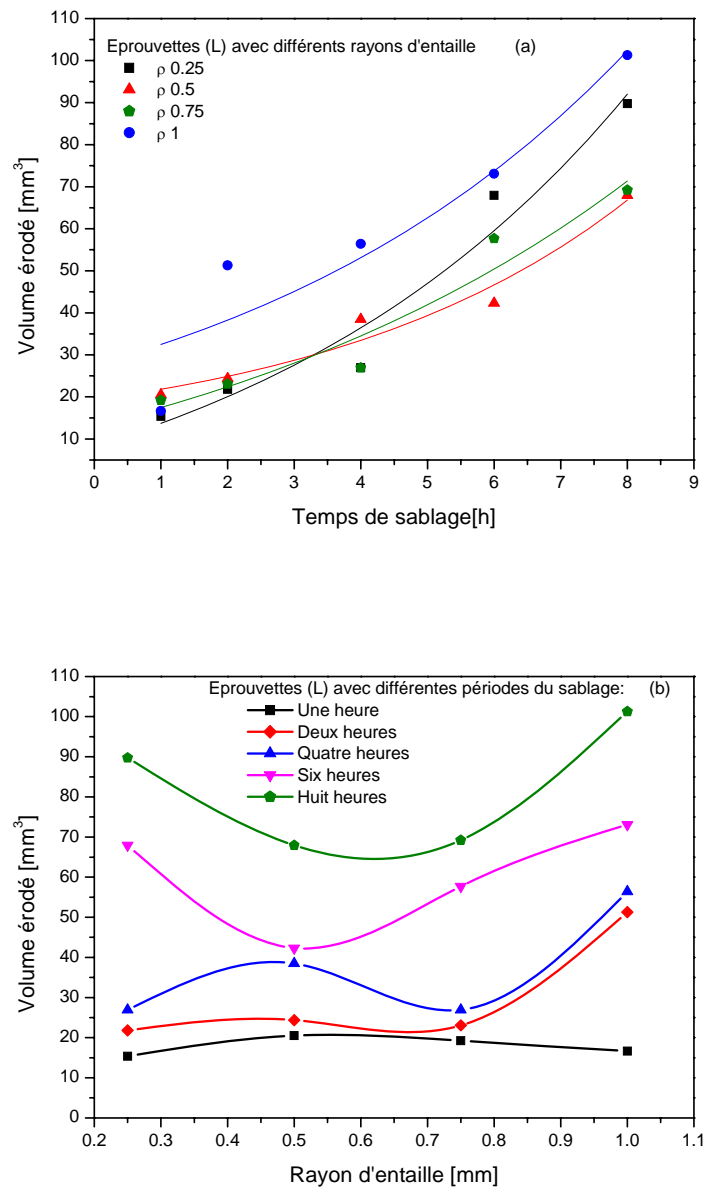 110
100
90
80
70
60
50
40
30
20
10
Volume érodé [mm³]
Eprouvettes (L) avec différents rayons d'entaille (a)
ρ 0.25
ρ 0.5
ρ 0.75
ρ 1
0 1 2 3 4 5 6 7 8 9
Temps de sablage[h]
110
100
90
80
70
60
50
40
30
20
10
0
Volume érodé [mm³]
Eprouvettes (L) avec différentes périodes du sablage: (b)
Une heure
Deux heures
Quatre heures
Six heures
Huit heures
0.2 0.3 0.4 0.5 0.6 0.7 0.8 0.9 1.0 1.1
Rayon d'entaille [mm]